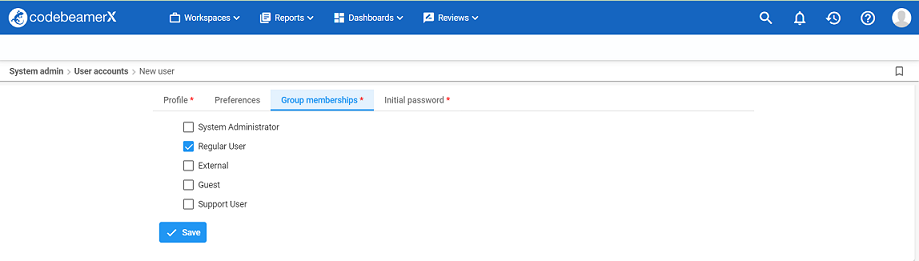 codebeamerX Workspaces Reports Dashboards Reviews
System admin > User accounts > New user
Profile * Preferences Group memberships * Initial password *
System Administrator
Regular User
External
Guest
Support User
Save